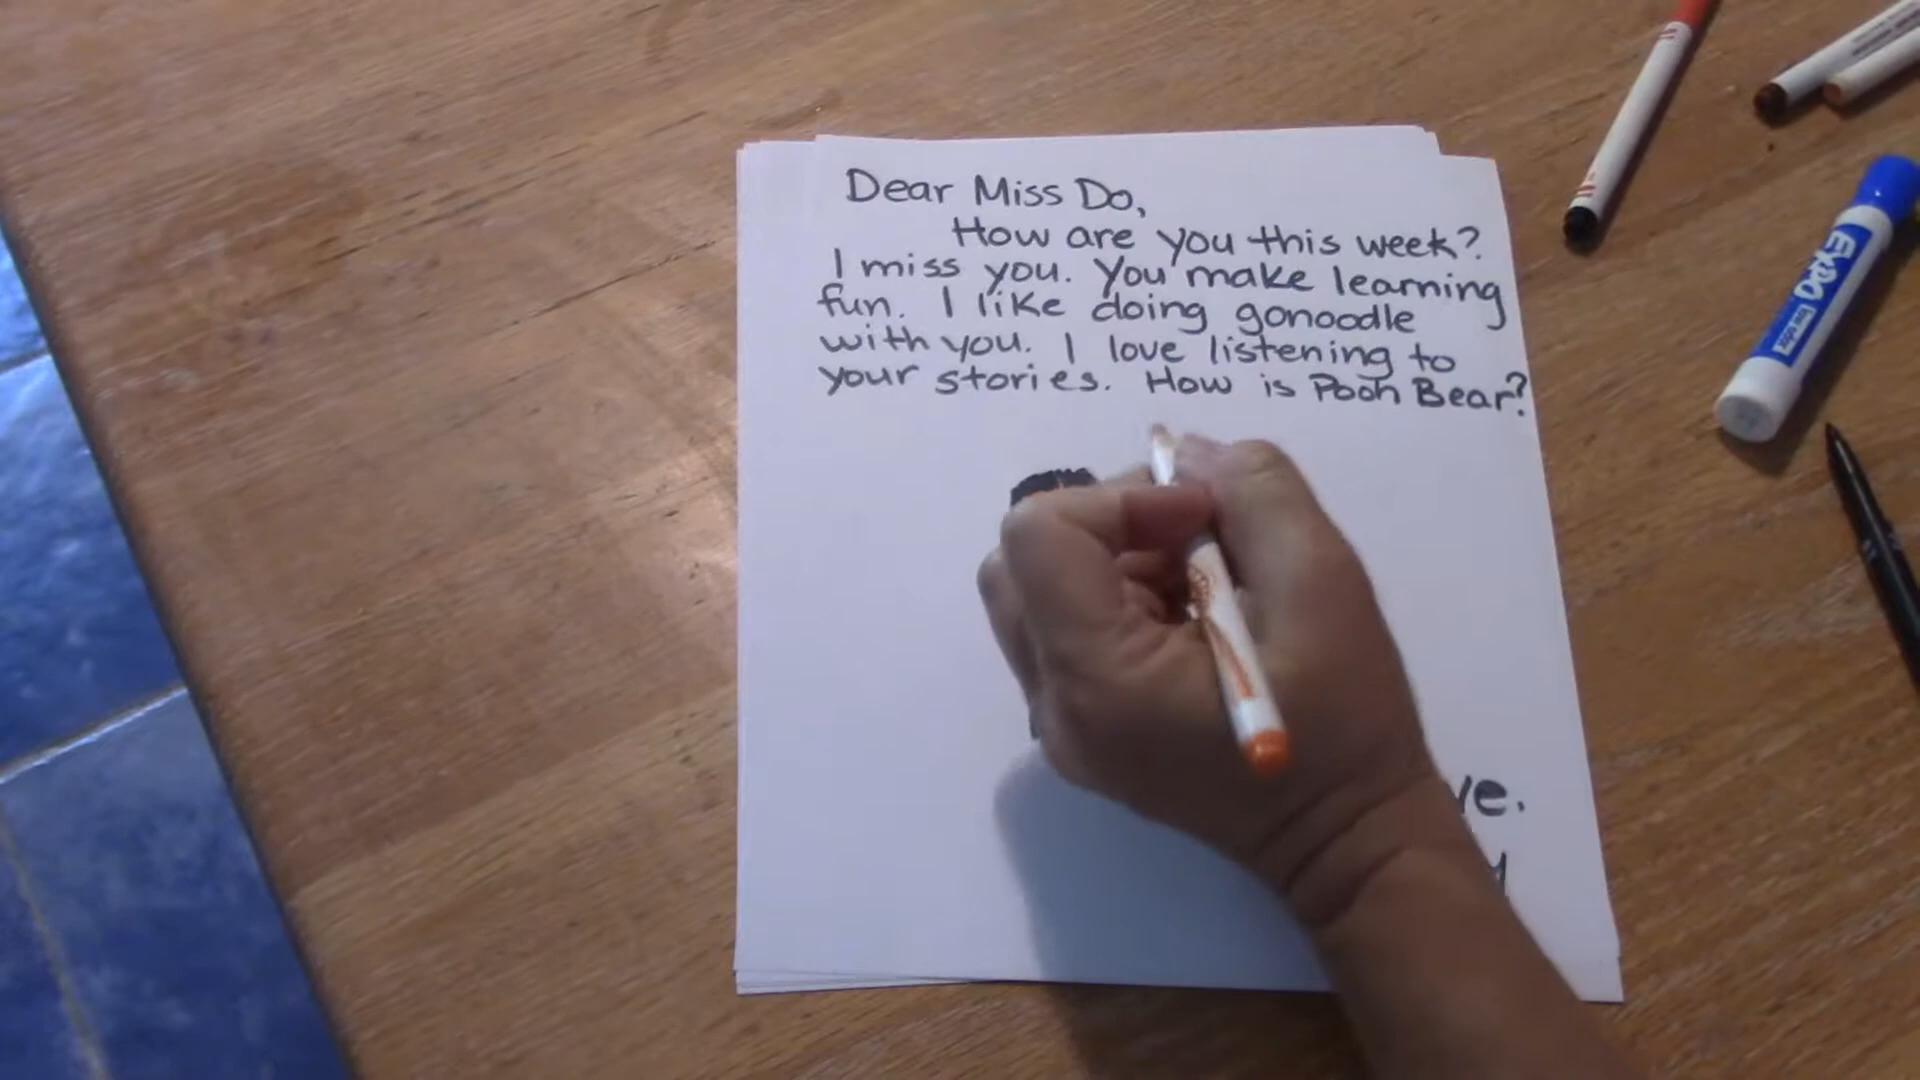 Dear Miss Do,
How are you this week?
I miss you. You make learning
fun. I like doing gonoodle
with you. I love listening to
your stories. How is Pooh Bear?
EXPO